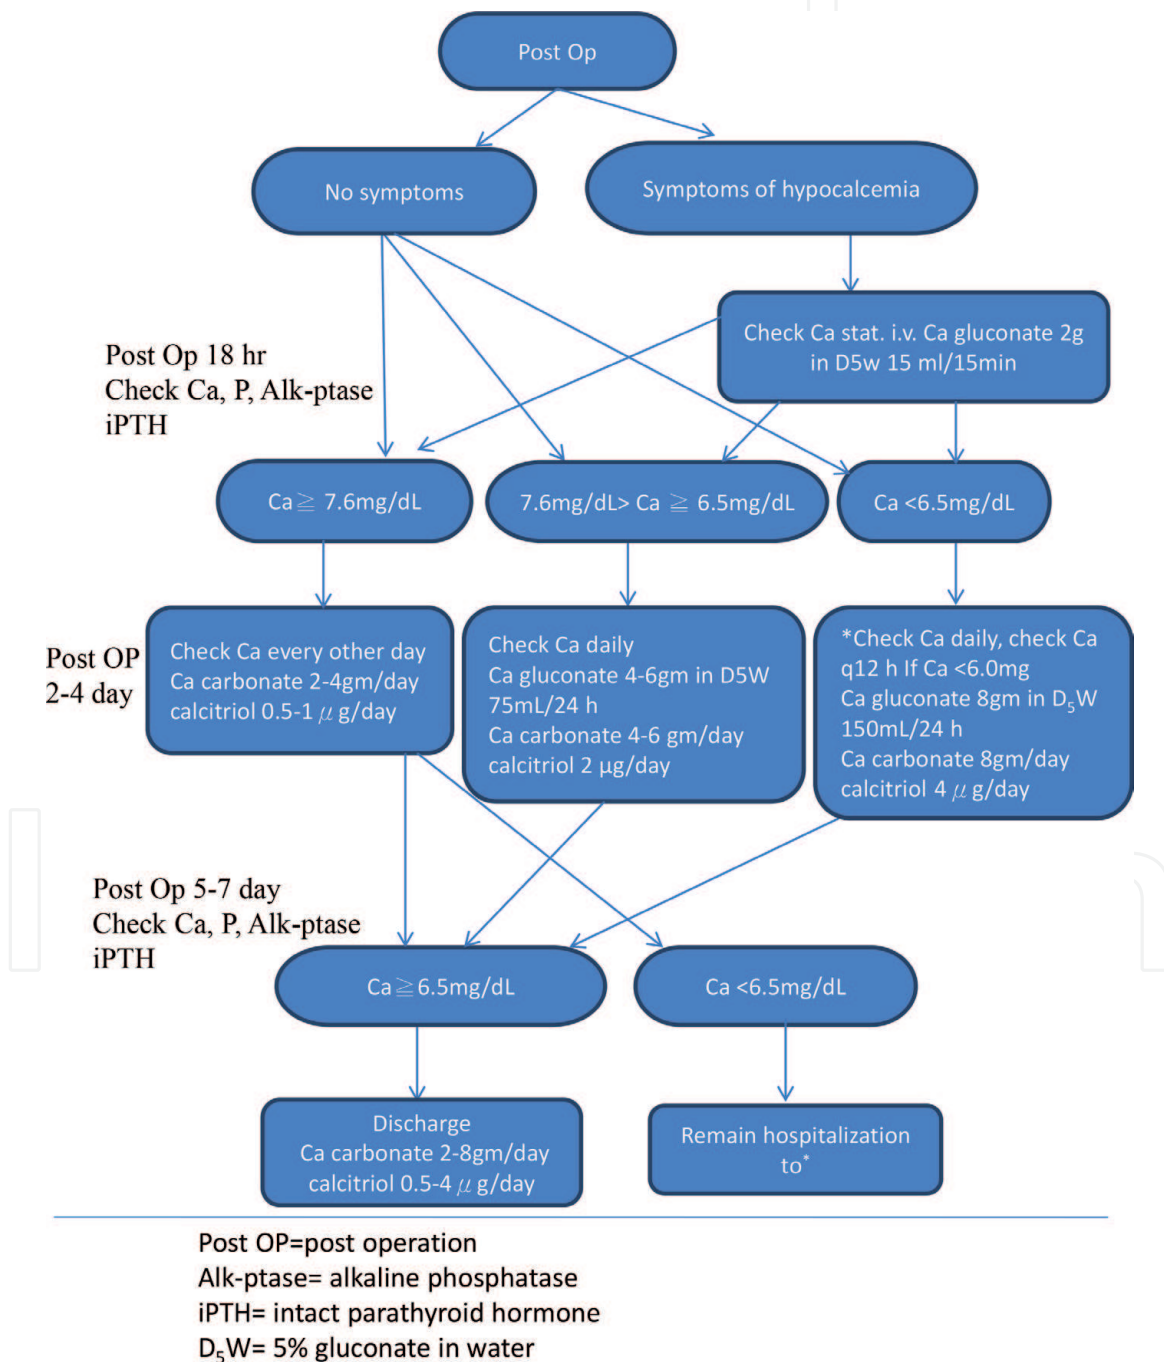 Post Op
No symptoms
Symptoms of hypocalcemia
Check Ca stat. i.v. Ca gluconate 2g
in D5w 15 ml/15min
Post Op 18 hr
Check Ca, P, Alk-ptase
iPTH
Ca≧ 7.6mg/dL
7.6mg/dL> Ca ≧ 6.5mg/dL
Ca <6.5mg/dL
Post OP
2-4 day
Check Ca every other day
Ca carbonate 2-4gm/day
calcitriol 0.5-1 μ g/day
Check Ca daily
Ca gluconate 4-6gm in D5W
75mL/24 h
Ca carbonate 4-6 gm/day
calcitriol 2 µg/day
*Check Ca daily, check Ca
q12 h If Ca <6.0mg
Ca gluconate 8gm in D₅W
150mL/24 h
Ca carbonate 8gm/day
calcitriol 4 μ g/day
Post Op 5-7 day
Check Ca, P, Alk-ptase
iPTH
Ca≧6.5mg/dL
Ca <6.5mg/dL
Discharge
Ca carbonate 2-8gm/day
calcitriol 0.5-4 μ g/day
Remain hospitalization
to*
Post OP=post operation
Alk-ptase= alkaline phosphatase
iPTH= intact parathyroid hormone
D₅W= 5% gluconate in water